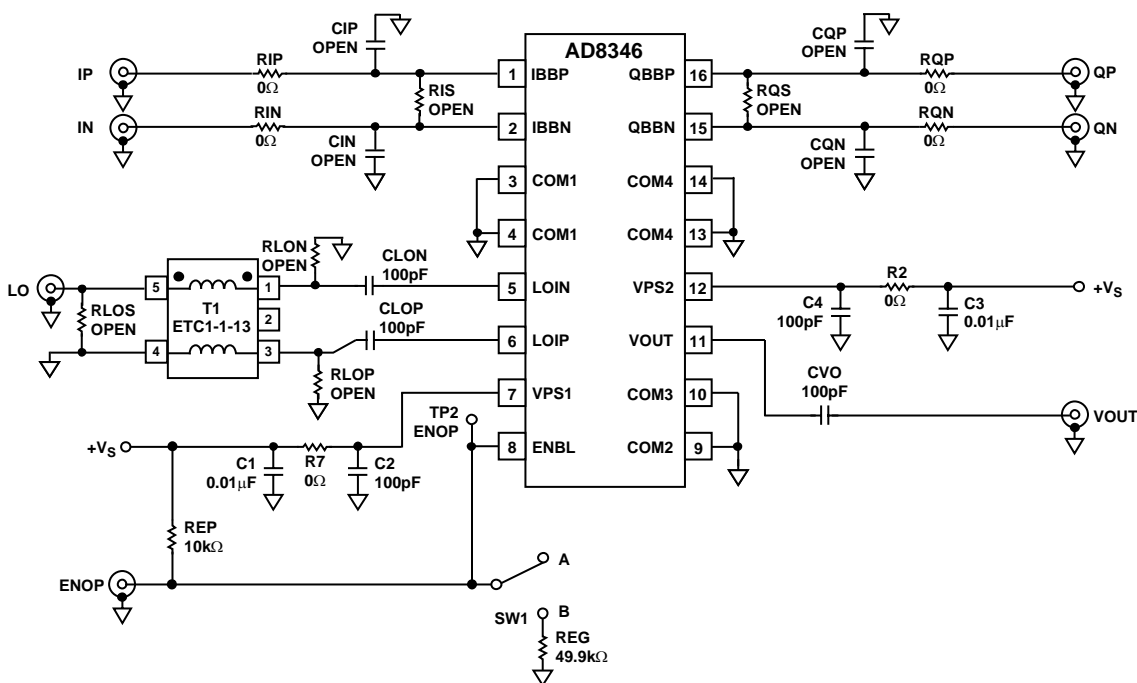 AD8346
CIP
OPEN
IP
RIP
0Ω
1 IBBP
RIS
OPEN
IN
RIN
0Ω
2 IBBN
CIN
OPEN
3 COM1
4 COM1
QBBP 16
CQP
OPEN
RQP
0Ω
QP
RQS
OPEN
QBBN 15
RQN
0Ω
QN
CQN
OPEN
COM4 14
COM4 13
LO
RLOS
OPEN
5
1
T1
ETC1-1-13
2
4
3
RLON
OPEN
CLON
100pF
5 LOIN
CLOP
100pF
6 LOIP
RLOP
OPEN
7 VPS1
TP2
ENOP
8 ENBL
VPS2 12
R2
0Ω
C4
100pF
C3
0.01μF
+VS
VOUT 11
CVO
100pF
VOUT
COM3 10
COM2 9
+VS
C1
0.01μF
R7
0Ω
C2
100pF
REP
10kΩ
ENOP
A
SW1
B
REG
49.9kΩ